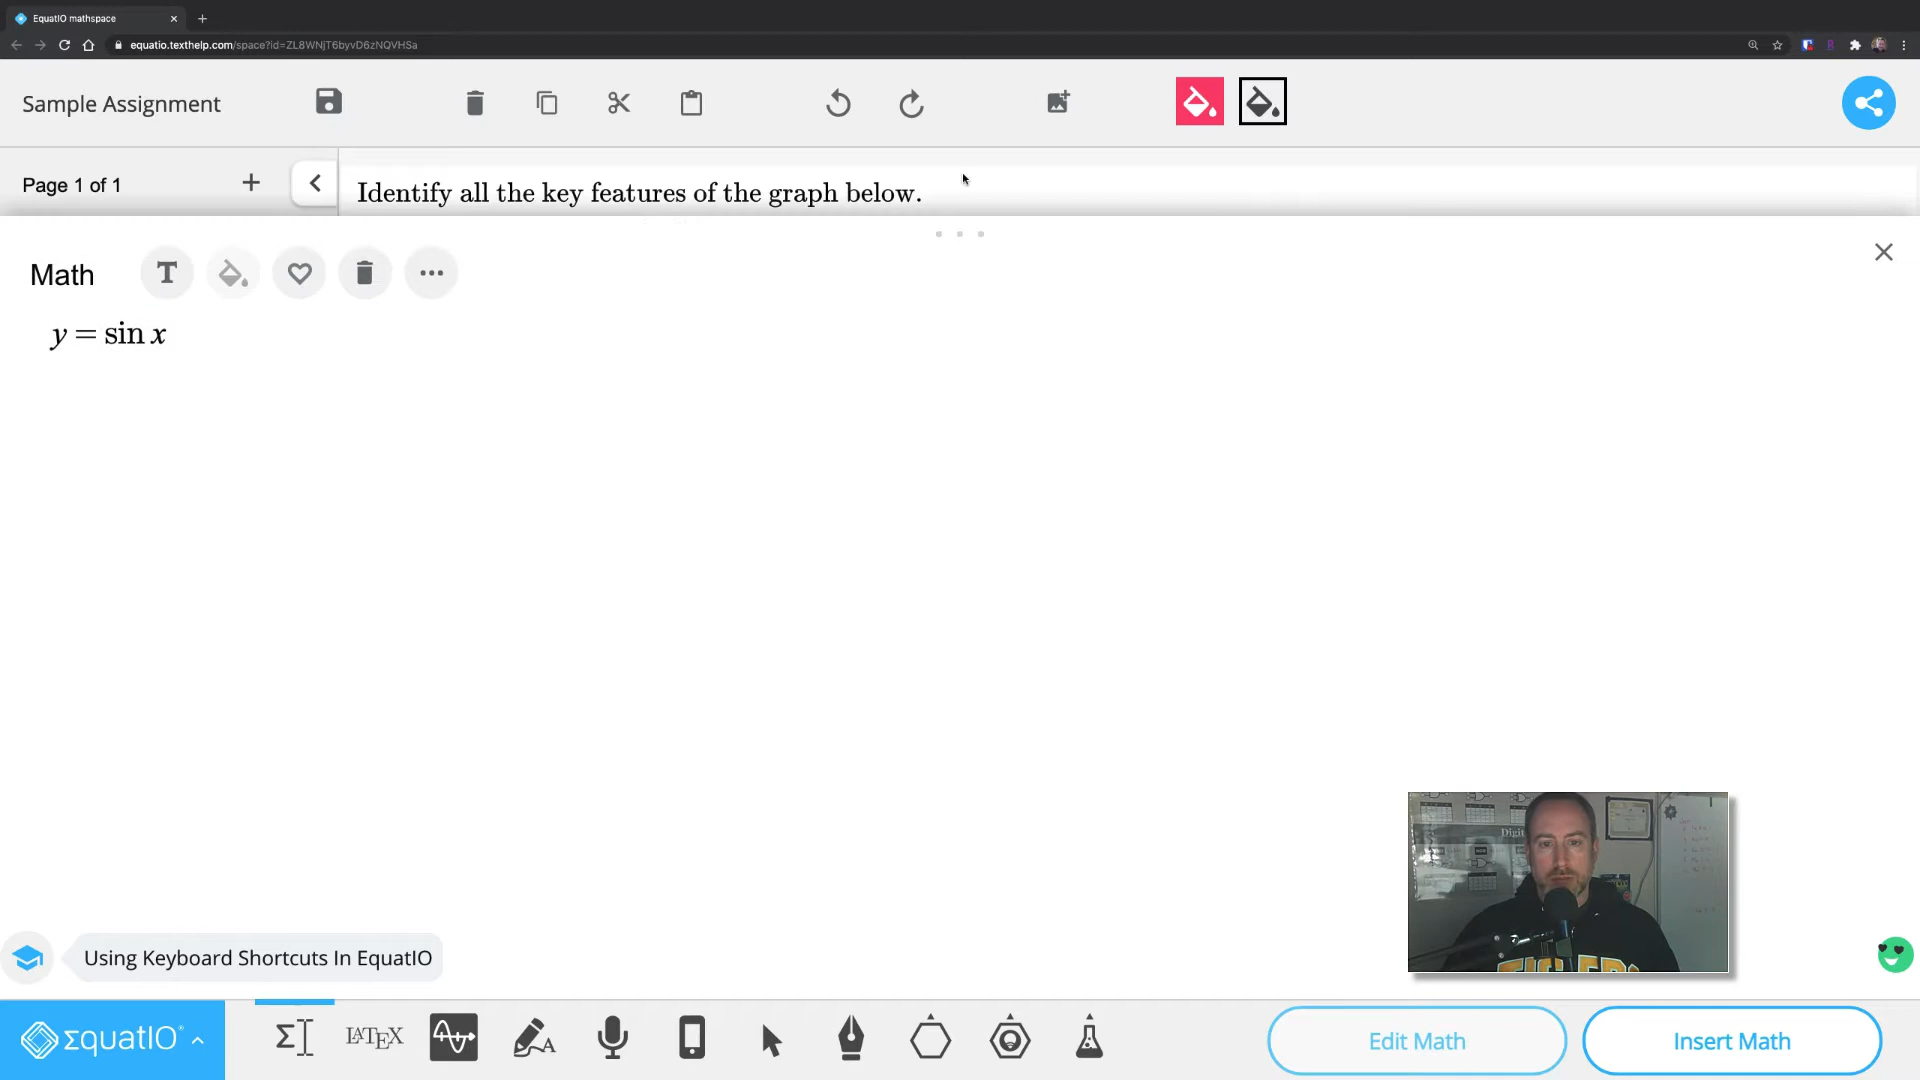 EquatIO mathspace
equatio.texthelp.com/space?id=ZL8WNjT6byvD6zNQVHSa
Sample Assignment
Page 1 of 1
Identify all the key features of the graph below.
Math
T
y = sin x
Digit
Using Keyboard Shortcuts In EquatIO
ΣquatIO
Σ
LATEX
A
Edit Math
Insert Math